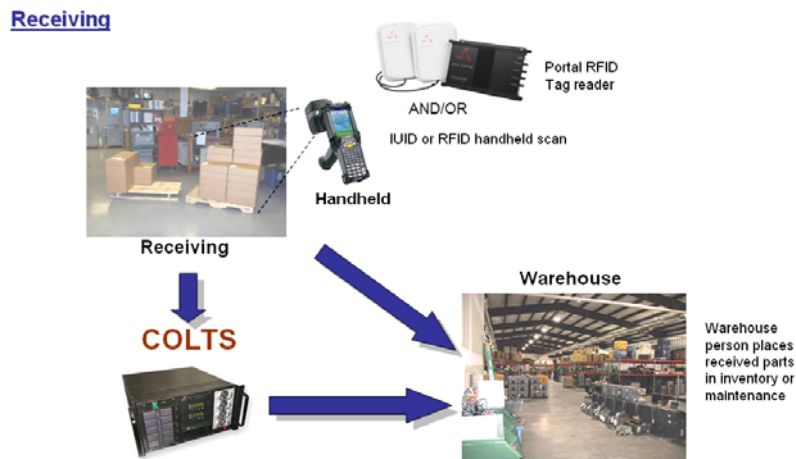 Receiving
Portal RFID
Tag reader
AND/OR
IUID or RFID handheld scan
Handheld
Receiving
Warehouse
COLTS
Warehouse
person places
received parts
in inventory or
maintenance